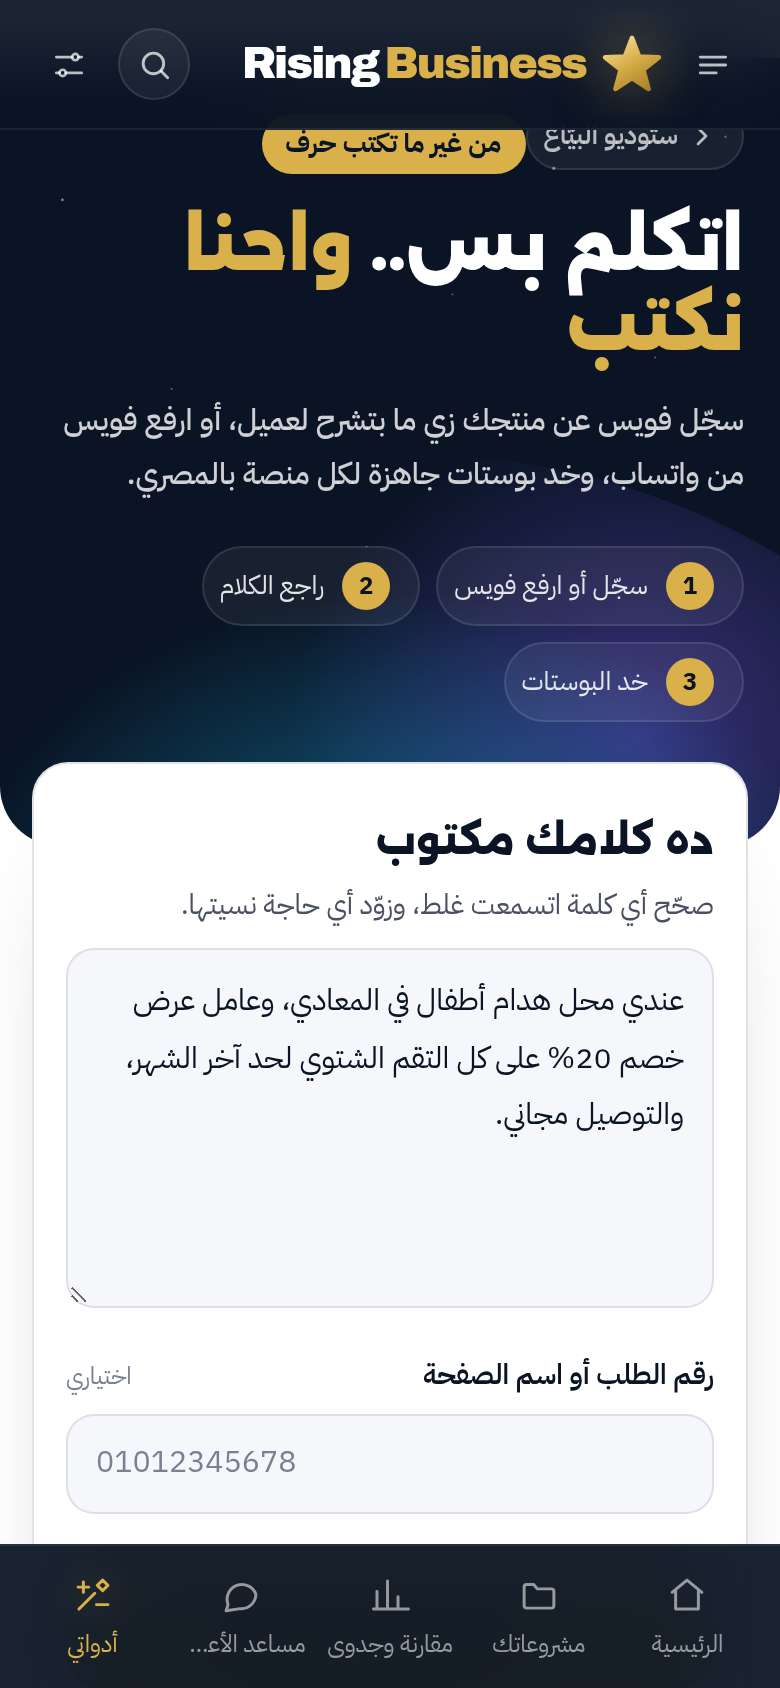 Rising Business
ستوديو البيّاع
من غير ما تكتب حرف
اتكلم بس.. واحنا
نكتب
سجّل فويس عن منتجك زي ما بتشرح لعميل، أو ارفع فويس
من واتساب، وخد بوستات جاهزة لكل منصة بالمصري.
1 سجّل أو ارفع فويس
2 راجع الكلام
3 خد البوستات
ده كلامك مكتوب
صحّح أي كلمة اتسمعت غلط، وزوّد أي حاجة نسيتها.
عندي محل هدام أطفال في المعادي، وعامل عرض
خصم 20% على كل التقم الشتوي لحد آخر الشهر،
والتوصيل مجاني.
رقم الطلب أو اسم الصفحة
اختياري
01012345678
الرئيسية
مشروعاتك
مقارنة وجدوى
مساعد الأع...
أدواتي